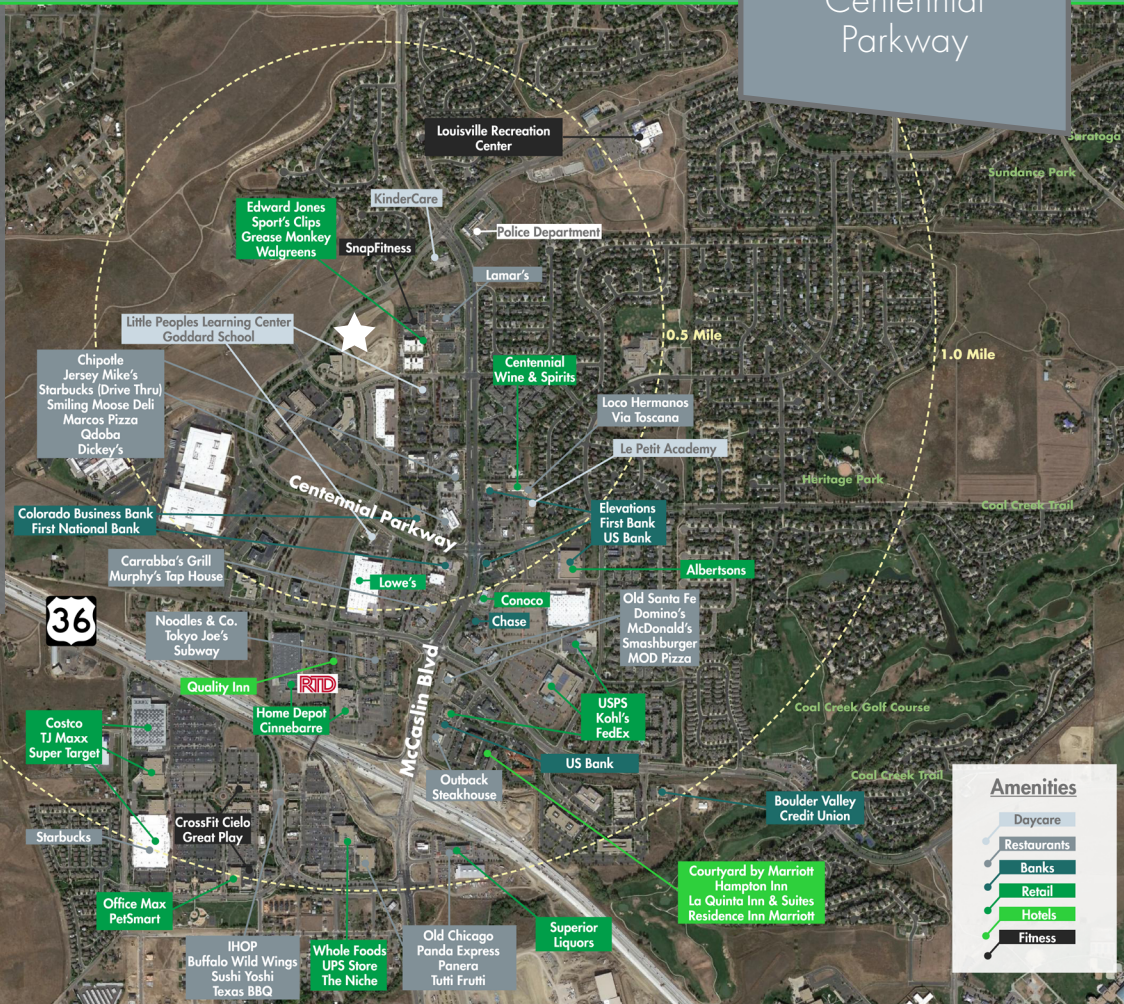 Centennial
Parkway
Louisville Recreation
Center
Saratoga
Sundance Park
KinderCare
Edward Jones
Sport's Clips
Grease Monkey
Walgreens
SnapFitness
Police Department
Lamar's
Little Peoples Learning Center
Goddard School
0.5 Mile
1.0 Mile
Chipotle
Jersey Mike's
Starbucks (Drive Thru)
Smiling Moose Deli
Marcos Pizza
Qdoba
Dickey's
Centennial
Wine & Spirits
Loco Hermanos
Via Toscana
Le Petit Academy
Heritage Park
Coal Creek Trail
Centennial Parkway
Colorado Business Bank
First National Bank
Elevations
First Bank
US Bank
Carrabba's Grill
Murphy's Tap House
Lowe's
Albertsons
36
Conoco
Chase
Noodles & Co.
Tokyo Joe's
Subway
Old Santa Fe
Domino's
McDonald's
Smashburger
MOD Pizza
McCaslin Blvd
Quality Inn
RTD
Home Depot
Cinnebarre
USPS
Kohl's
FedEx
Coal Creek Golf Course
Costco
TJ Maxx
Super Target
US Bank
Coal Creek Trail
Outback
Steakhouse
Boulder Valley
Credit Union
CrossFit Cielo
Great Play
Starbucks
Courtyard by Marriott
Hampton Inn
La Quinta Inn & Suites
Residence Inn Marriott
Office Max
PetSmart
IHOP
Buffalo Wild Wings
Sushi Yoshi
Texas BBQ
Whole Foods
UPS Store
The Niche
Old Chicago
Panda Express
Panera
Tutti Frutti
Superior
Liquors
Amenities
Daycare
Restaurants
Banks
Retail
Hotels
Fitness